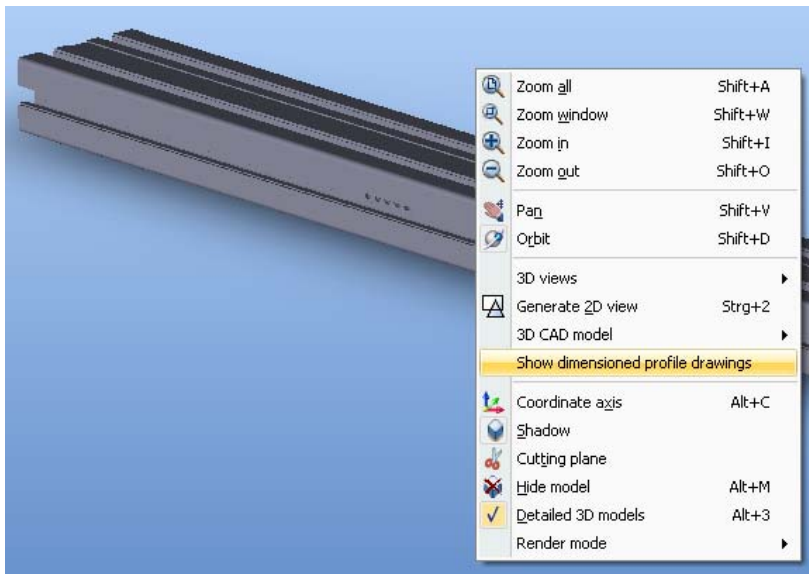 Zoom all Shift+A
Zoom window Shift+W
Zoom in Shift+I
Zoom out Shift+O
Pan Shift+V
Orbit Shift+D
3D views
Generate 2D view Strg+2
3D CAD model
Show dimensioned profile drawings
Coordinate axis Alt+C
Shadow
Cutting plane
Hide model Alt+M
Detailed 3D models Alt+3
Render mode